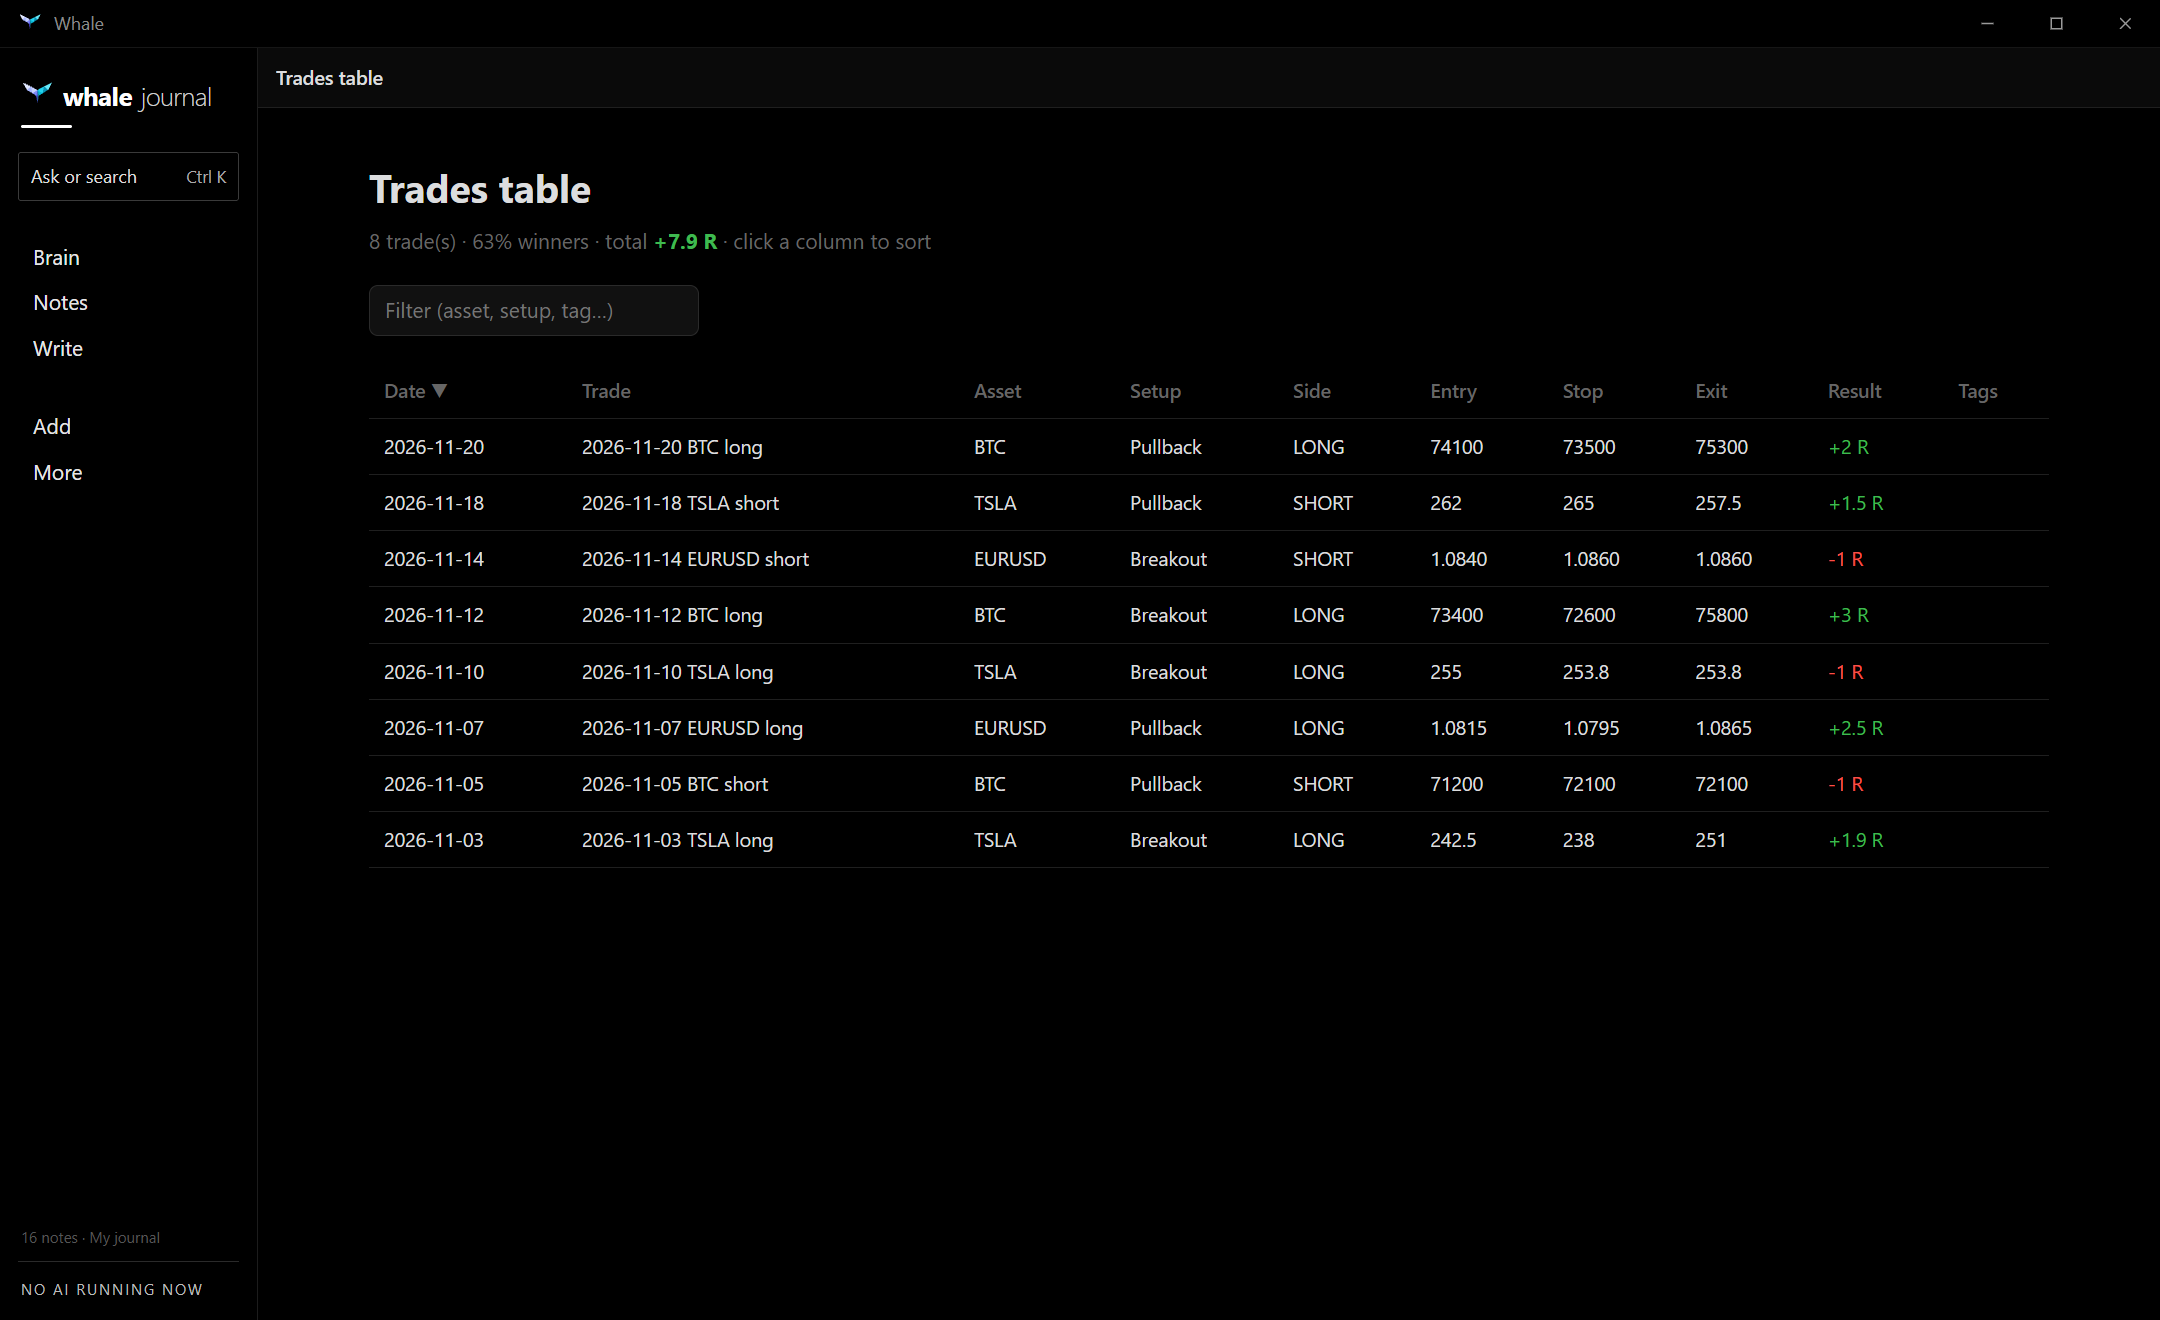 Whale
whale journal
Ask or search Ctrl K
Brain
Notes
Write
Add
More
16 notes · My journal
NO AI RUNNING NOW
Trades table
Trades table
8 trade(s) · 63% winners · total +7.9 R · click a column to sort
Filter (asset, setup, tag...)
Date ▼ Trade Asset Setup Side Entry Stop Exit Result Tags
2026-11-20 2026-11-20 BTC long BTC Pullback LONG 74100 73500 75300 +2 R
2026-11-18 2026-11-18 TSLA short TSLA Pullback SHORT 262 265 257.5 +1.5 R
2026-11-14 2026-11-14 EURUSD short EURUSD Breakout SHORT 1.0840 1.0860 1.0860 -1 R
2026-11-12 2026-11-12 BTC long BTC Breakout LONG 73400 72600 75800 +3 R
2026-11-10 2026-11-10 TSLA long TSLA Breakout LONG 255 253.8 253.8 -1 R
2026-11-07 2026-11-07 EURUSD long EURUSD Pullback LONG 1.0815 1.0795 1.0865 +2.5 R
2026-11-05 2026-11-05 BTC short BTC Pullback SHORT 71200 72100 72100 -1 R
2026-11-03 2026-11-03 TSLA long TSLA Breakout LONG 242.5 238 251 +1.9 R